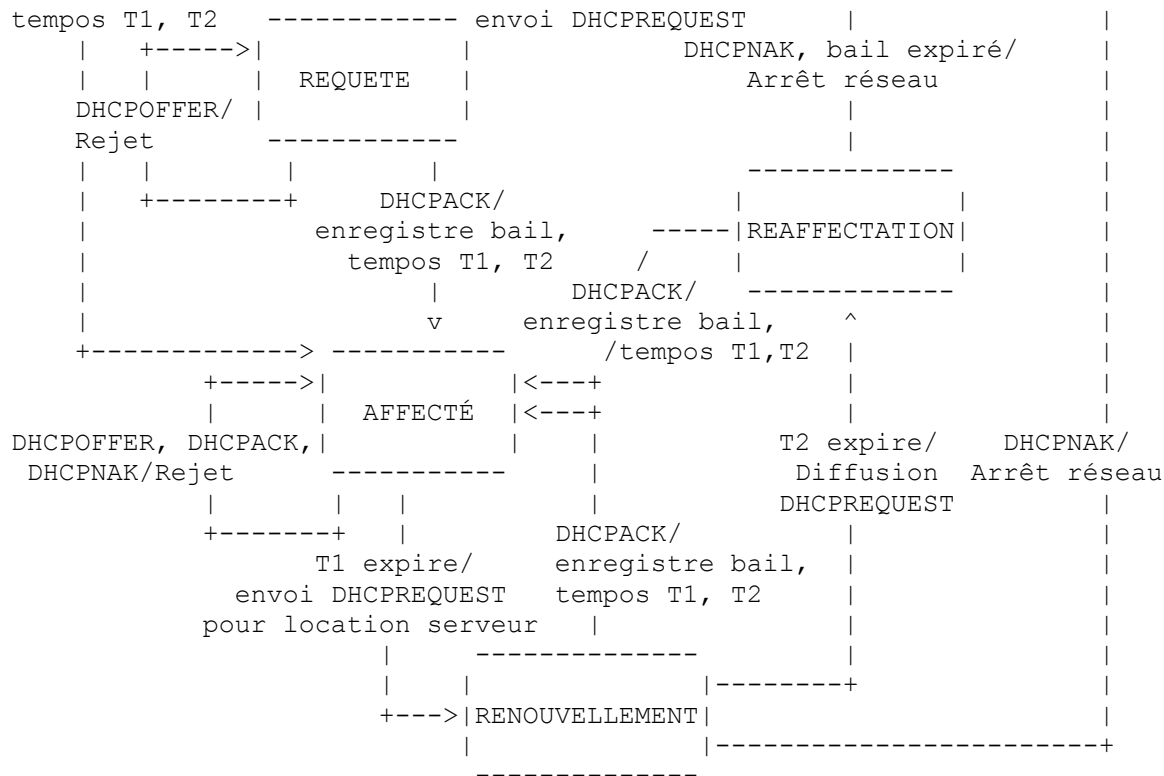 tempos T1, T2 envoi DHCPREQUEST
DHCPNAK, bail expiré/
REQUETE Arrêt réseau
DHCPOFFER/
Rejet
DHCPACK/
enregistre bail, REAFFECTATION
tempos T1, T2
DHCPACK/
enregistre bail,
/tempos T1,T2
AFFECTÉ
DHCPOFFER, DHCPACK, T2 expire/ DHCPNAK/
DHCPNAK/Rejet Diffusion Arrêt réseau
DHCPREQUEST
DHCPACK/
T1 expire/ enregistre bail,
envoi DHCPREQUEST tempos T1, T2
pour location serveur
RENOUVELLEMENT